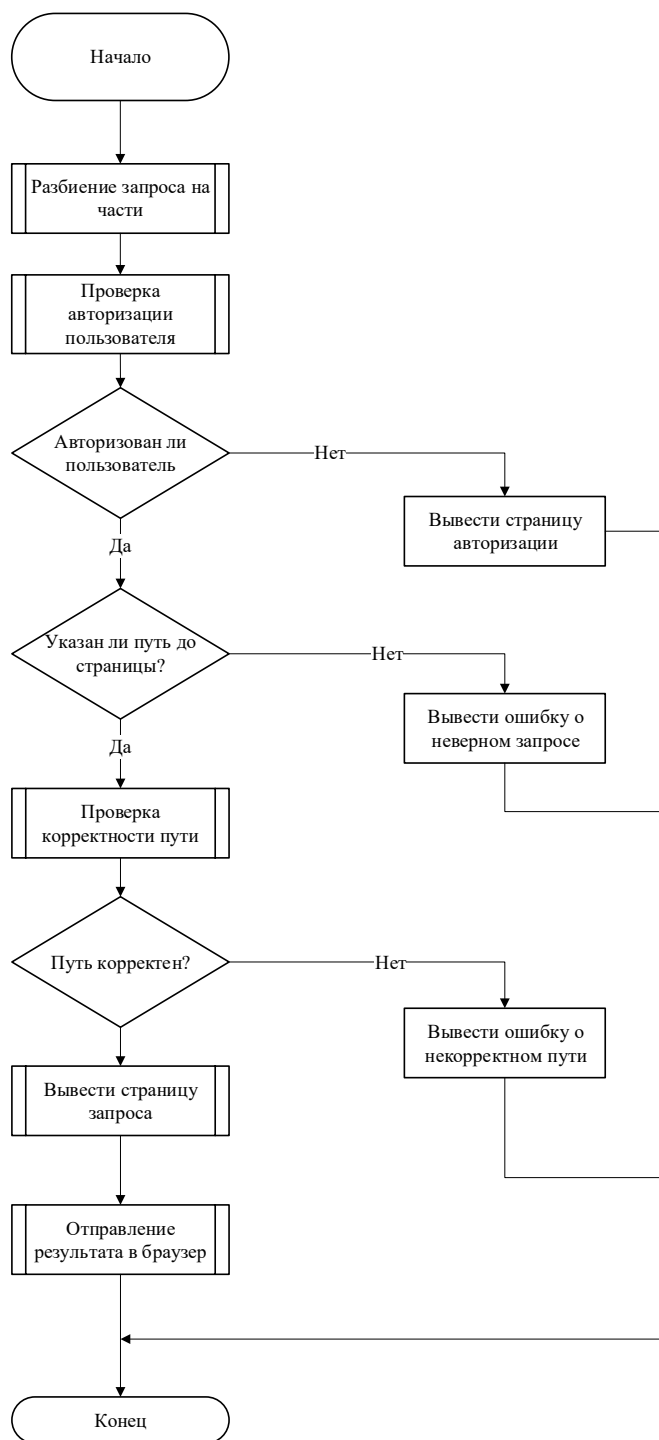 Начало
Разбиение запроса на
части
Проверка
авторизации
пользователя
Авторизован ли
пользователь
Нет
Вывести страницу
авторизации
Да
Указан ли путь до
страницы?
Нет
Вывести ошибку о
неверном запросе
Да
Проверка
корректности пути
Путь корректен?
Нет
Вывести ошибку о
некорректном пути
Вывести страницу
запроса
Отправление
результата в браузер
Конец